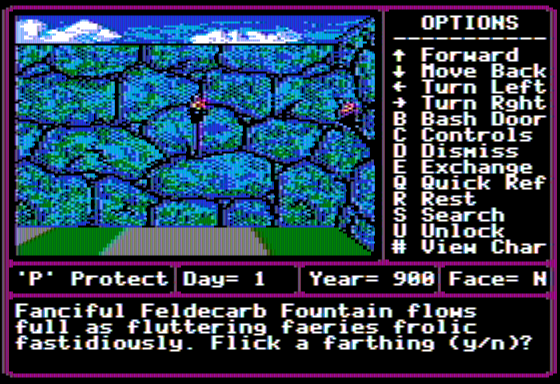 OPTIONS
------------
↑ Forward
↓ Move Back
← Turn Left
→ Turn Rght
B Bash Door
C Controls
D Dismiss
E Exchange
Q Quick Ref
R Rest
S Search
U Unlock
# View Char
'P' Protect Day= 1 Year= 900 Face= N
Fanciful Feldecarb Fountain flows
full as fluttering faeries frolic
fastidiously. Flick a farthing (y/n)?